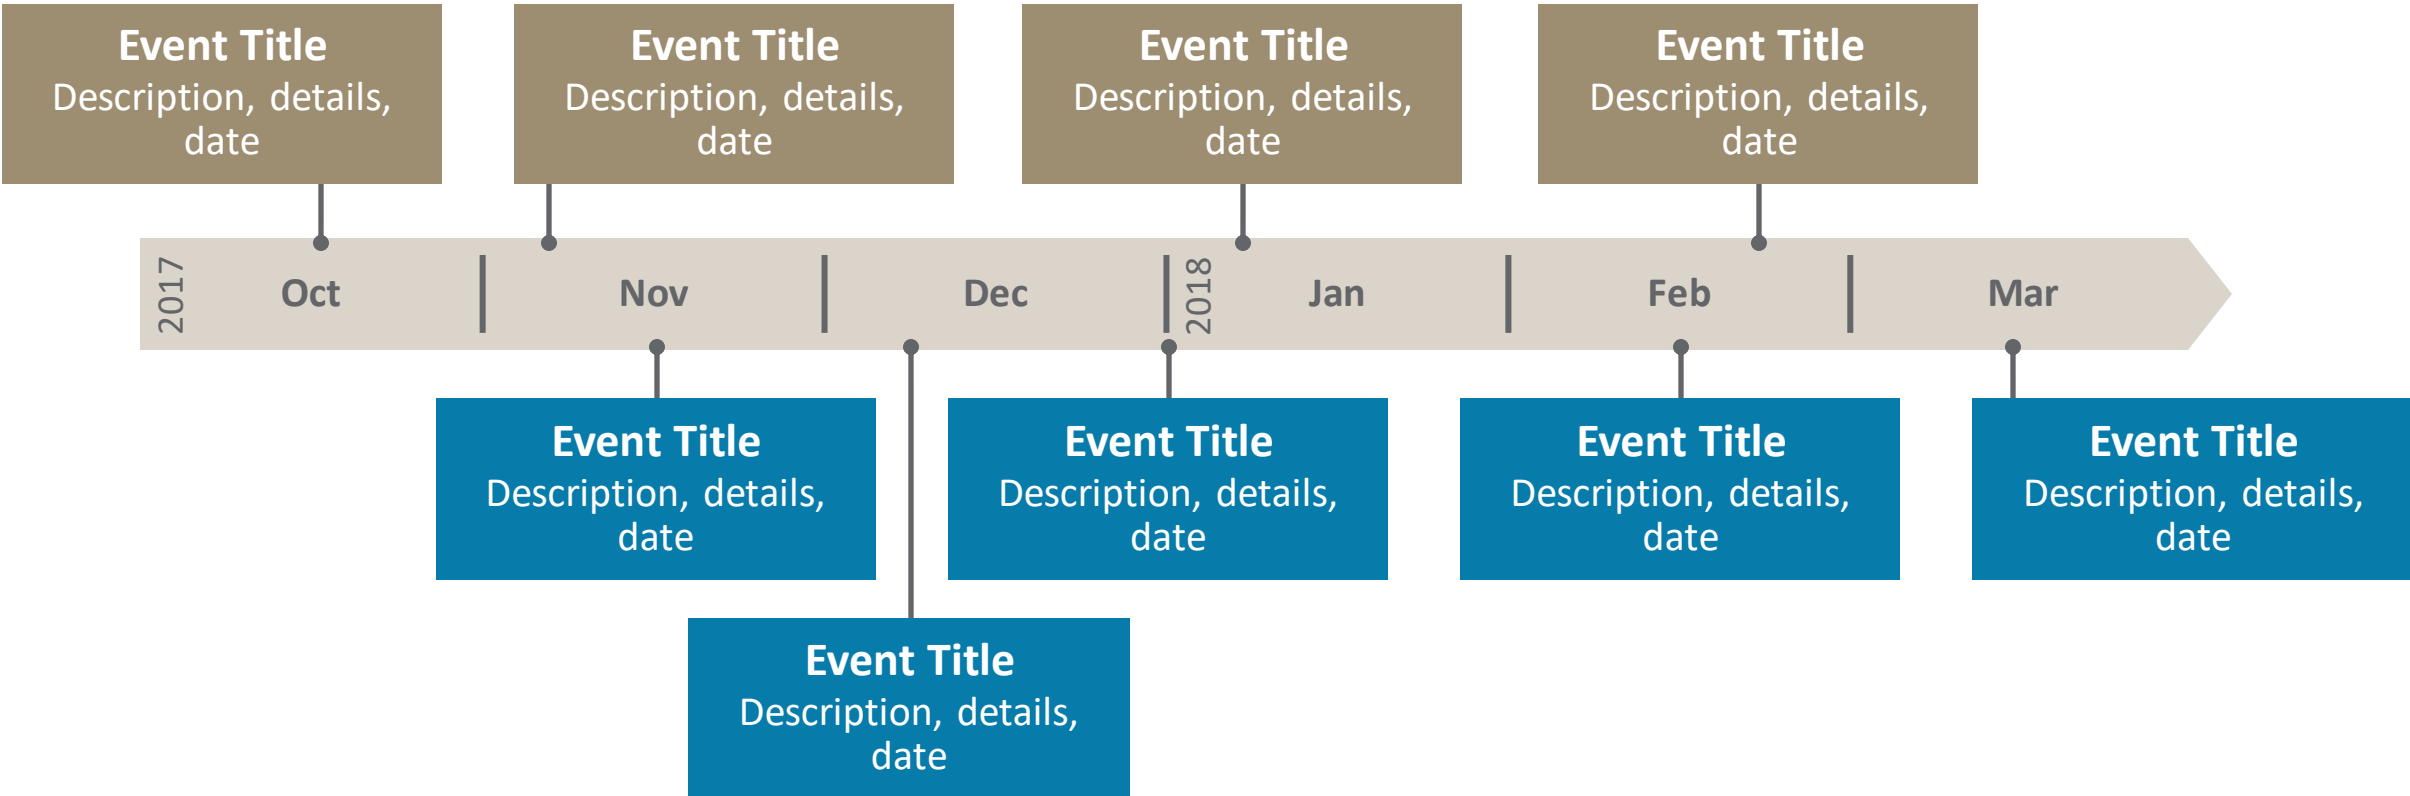 Event Title
Description, details,
date
Event Title
Description, details,
date
Event Title
Description, details,
date
Event Title
Description, details,
date
2017
Oct
Nov
Dec
2018
Jan
Feb
Mar
Event Title
Description, details,
date
Event Title
Description, details,
date
Event Title
Description, details,
date
Event Title
Description, details,
date
Event Title
Description, details,
date